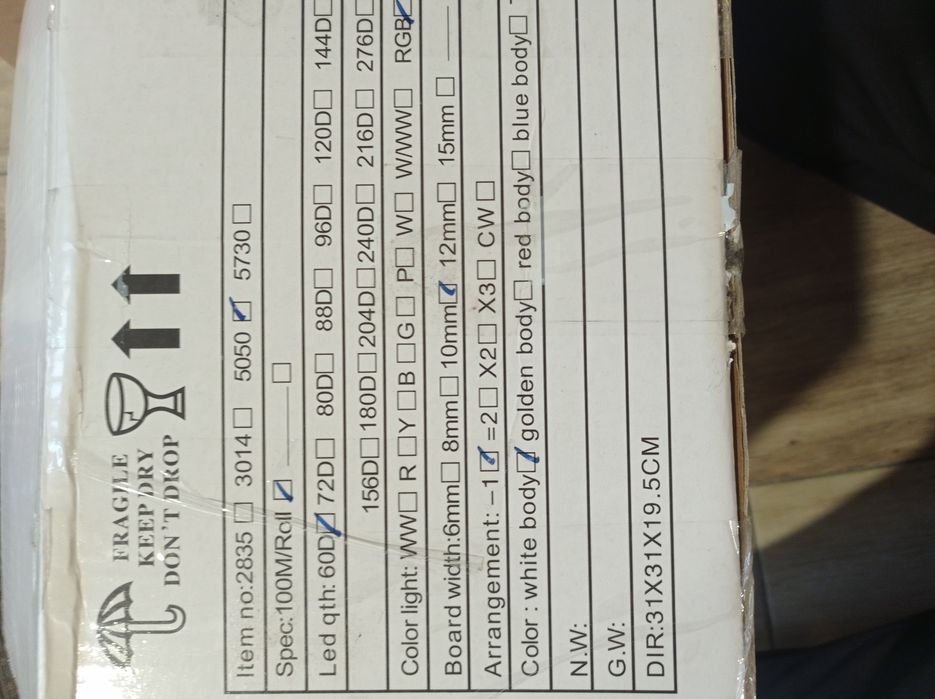 FRAGILE
KEEP DRY
DON'T DROP
Item no:2835 □ 3014 □ 5050 ☑ 5730 □
Spec:100M/Roll ☑ ____ □
Led qth: 60D☑ 72D□ 80D□ 88D□ 96D□ 120D□ 144D□
156D□ 180D□ 204D□ 240D□ 216D□ 276D□
Color light: WW□ R □ Y □ B □ G □ P□ W□ W/WW□ RGB☑
Board width:6mm□ 8mm□ 10mm☑ 12mm□ 15mm □ ____
Arrangement: -1 ☑ =2 □ X2□ X3□ CW □
Color : white body☑ golden body□ red body□ blue body□
N.W:
G.W:
DIR:31X31X19.5CM